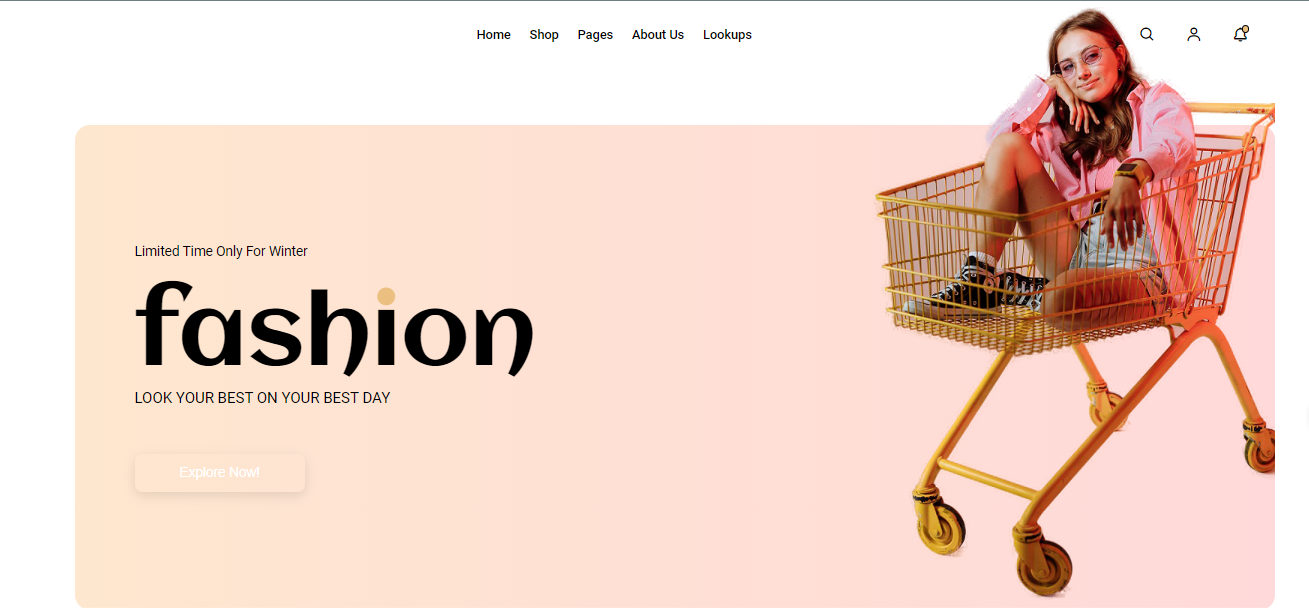 Home Shop Pages About Us Lookups
Limited Time Only For Winter
fashion
LOOK YOUR BEST ON YOUR BEST DAY
Explore Now!